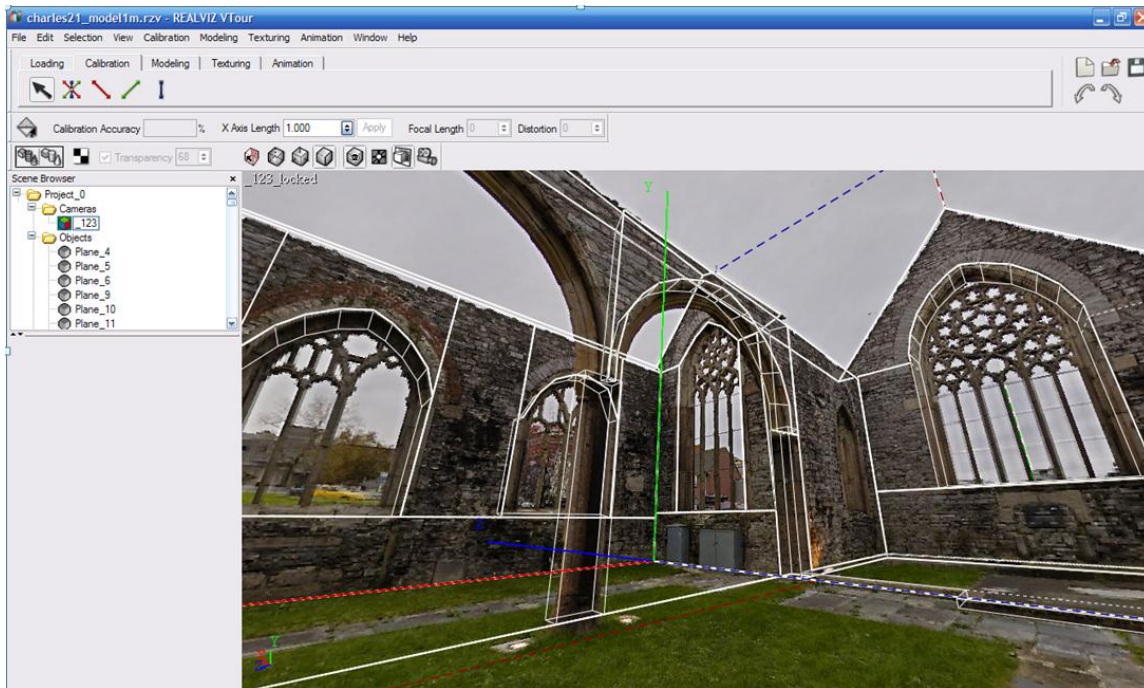 charles21_model1m.rzv - REALVIZ VTour
File Edit Selection View Calibration Modeling Texturing Animation Window Help
Loading Calibration Modeling Texturing Animation
Calibration Accuracy % X Axis Length 1.000 Apply Focal Length 0 Distortion 0
Transparency 68
Scene Browser x
_123_locked
Project_0
Cameras
_123
Objects
Plane_4
Plane_5
Plane_6
Plane_9
Plane_10
Plane_11
Y
Z
Y